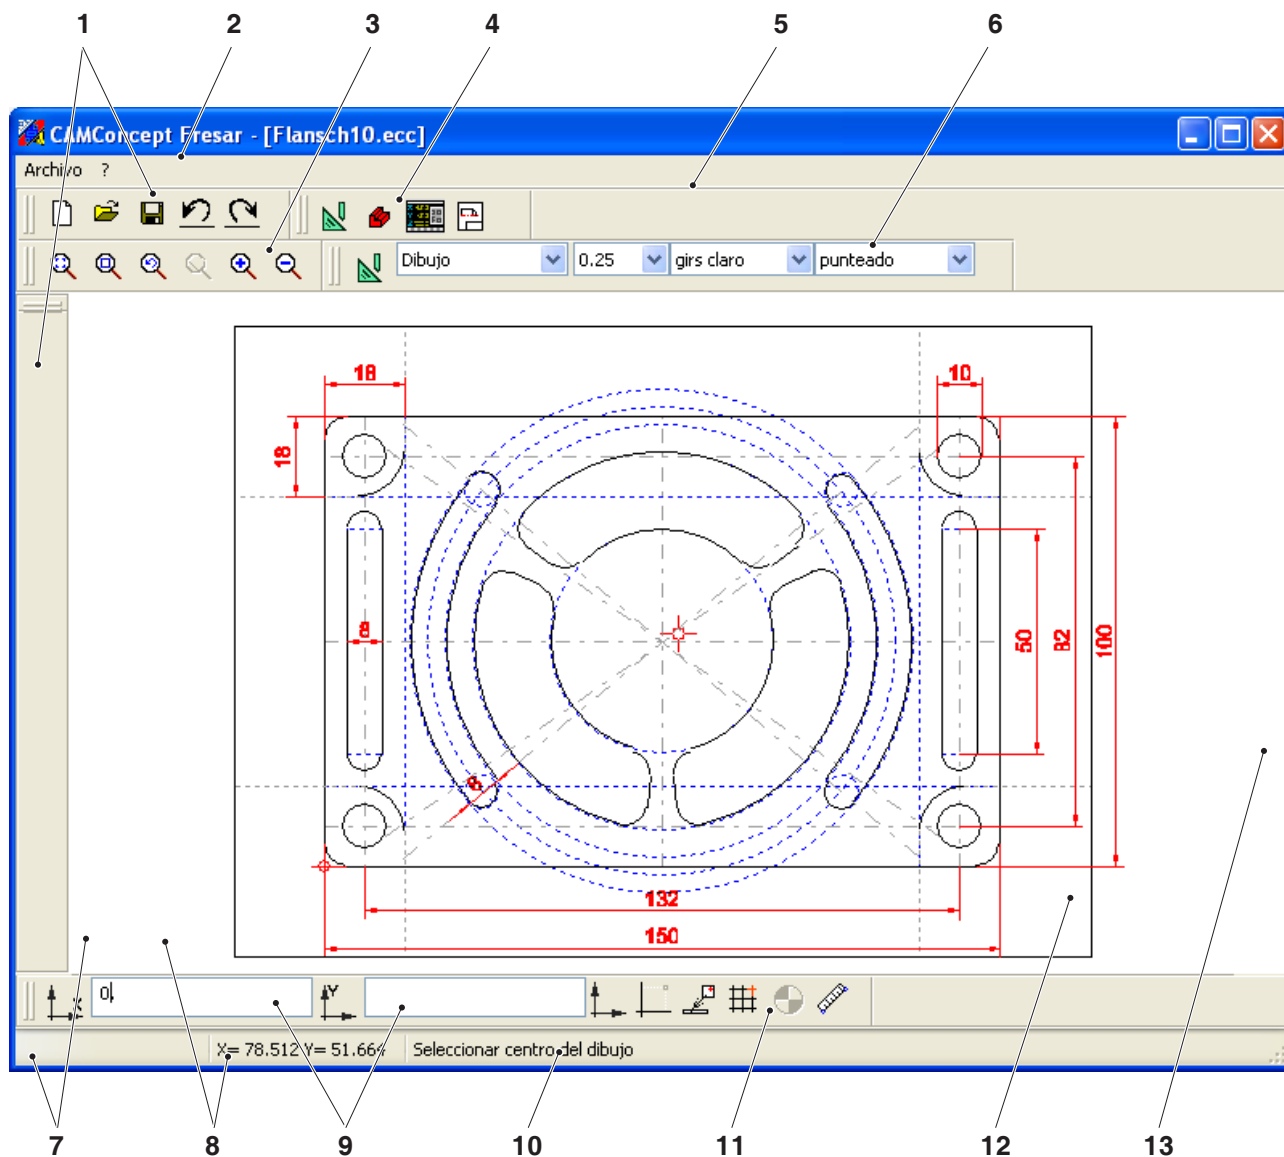 1 2 3 4 5 6
CAMConcept Fresar - [Flansch10.ecc]
Archivo ?
Dibujo 0.25 girs claro punteado
18 10
18
8 50 82 100
8
132
150
X 0 Y
X= 78.512 Y= 51.664 Seleccionar centro del dibujo
7 8 9 10 11 12 13